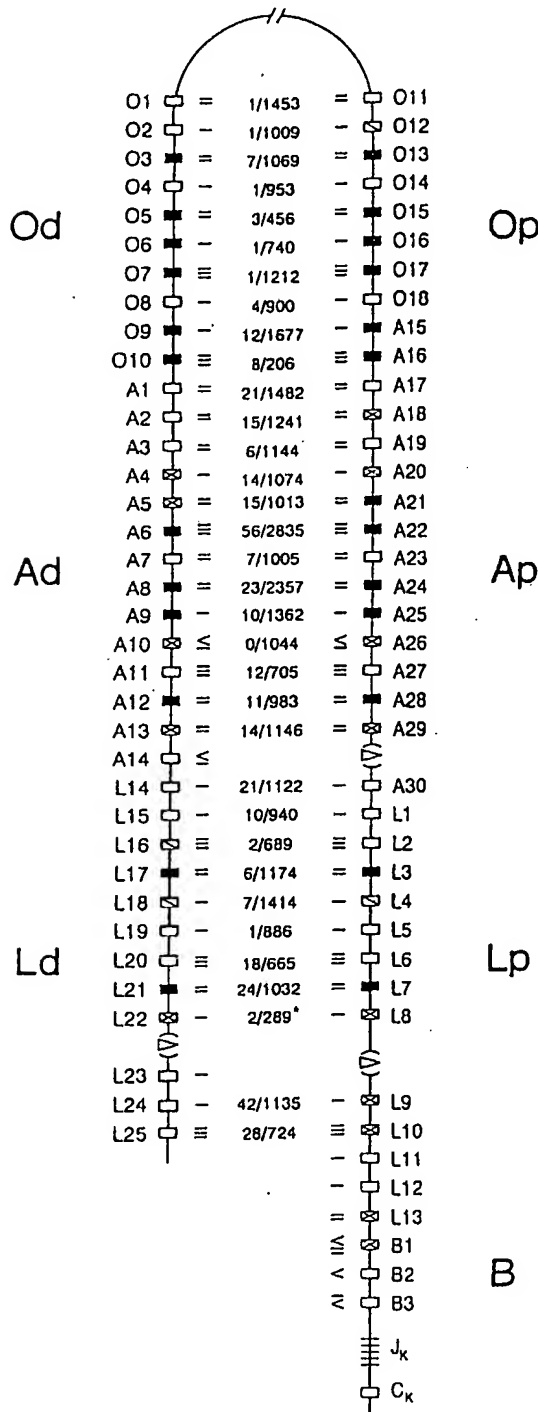 O1 = 1/1453 = O11
O2 – 1/1009 – O12
O3 = 7/1069 = O13
O4 – 1/953 – O14
O5 = 3/456 = O15
Od Op
O6 – 1/740 – O16
O7 ≡ 1/1212 ≡ O17
O8 – 4/900 – O18
O9 – 12/1677 – A15
O10 ≡ 8/206 ≡ A16
A1 = 21/1482 = A17
A2 = 15/1241 = A18
A3 = 6/1144 = A19
A4 – 14/1074 – A20
A5 = 15/1013 = A21
A6 ≡ 56/2835 ≡ A22
A7 = 7/1005 = A23
Ad Ap
A8 = 23/2357 = A24
A9 – 10/1362 – A25
A10 ≤ 0/1044 ≤ A26
A11 ≡ 12/705 ≡ A27
A12 = 11/983 = A28
A13 = 14/1146 = A29
A14 ≤
L14 – 21/1122 – A30
L15 – 10/940 – L1
L16 ≡ 2/689 ≡ L2
L17 = 6/1174 = L3
L18 – 7/1414 – L4
L19 – 1/886 – L5
Ld Lp
L20 ≡ 18/665 ≡ L6
L21 = 24/1032 = L7
L22 – 2/289* – L8
L23 –
L24 – 42/1135 – L9
L25 ≡ 28/724 ≡ L10
– L11
– L12
= L13
≦ B1
< B2
B
≤ B3
Jκ
Cκ